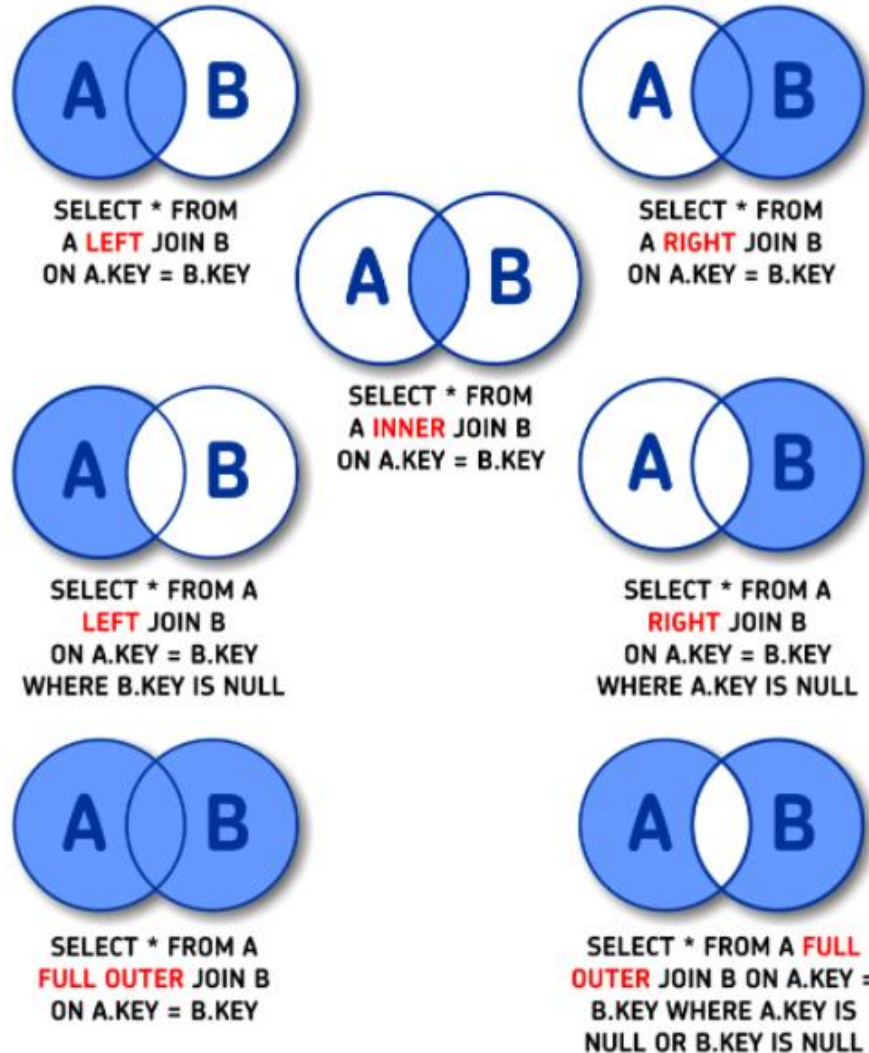 A B
SELECT * FROM
A LEFT JOIN B
ON A.KEY = B.KEY
A B
SELECT * FROM
A RIGHT JOIN B
ON A.KEY = B.KEY
A B
SELECT * FROM
A INNER JOIN B
ON A.KEY = B.KEY
A B
SELECT * FROM A
LEFT JOIN B
ON A.KEY = B.KEY
WHERE B.KEY IS NULL
A B
SELECT * FROM A
RIGHT JOIN B
ON A.KEY = B.KEY
WHERE A.KEY IS NULL
A B
SELECT * FROM A
FULL OUTER JOIN B
ON A.KEY = B.KEY
A B
SELECT * FROM A FULL
OUTER JOIN B ON A.KEY =
B.KEY WHERE A.KEY IS
NULL OR B.KEY IS NULL